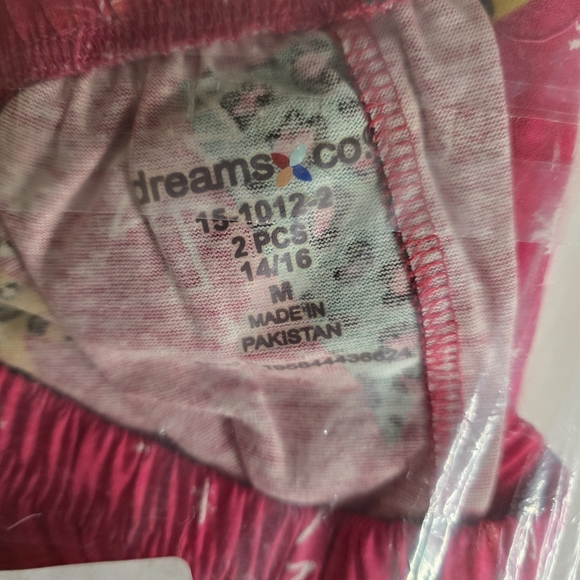 dreams co.
15-1012-2
2 PCS
14/16
M
MADE IN
PAKISTAN